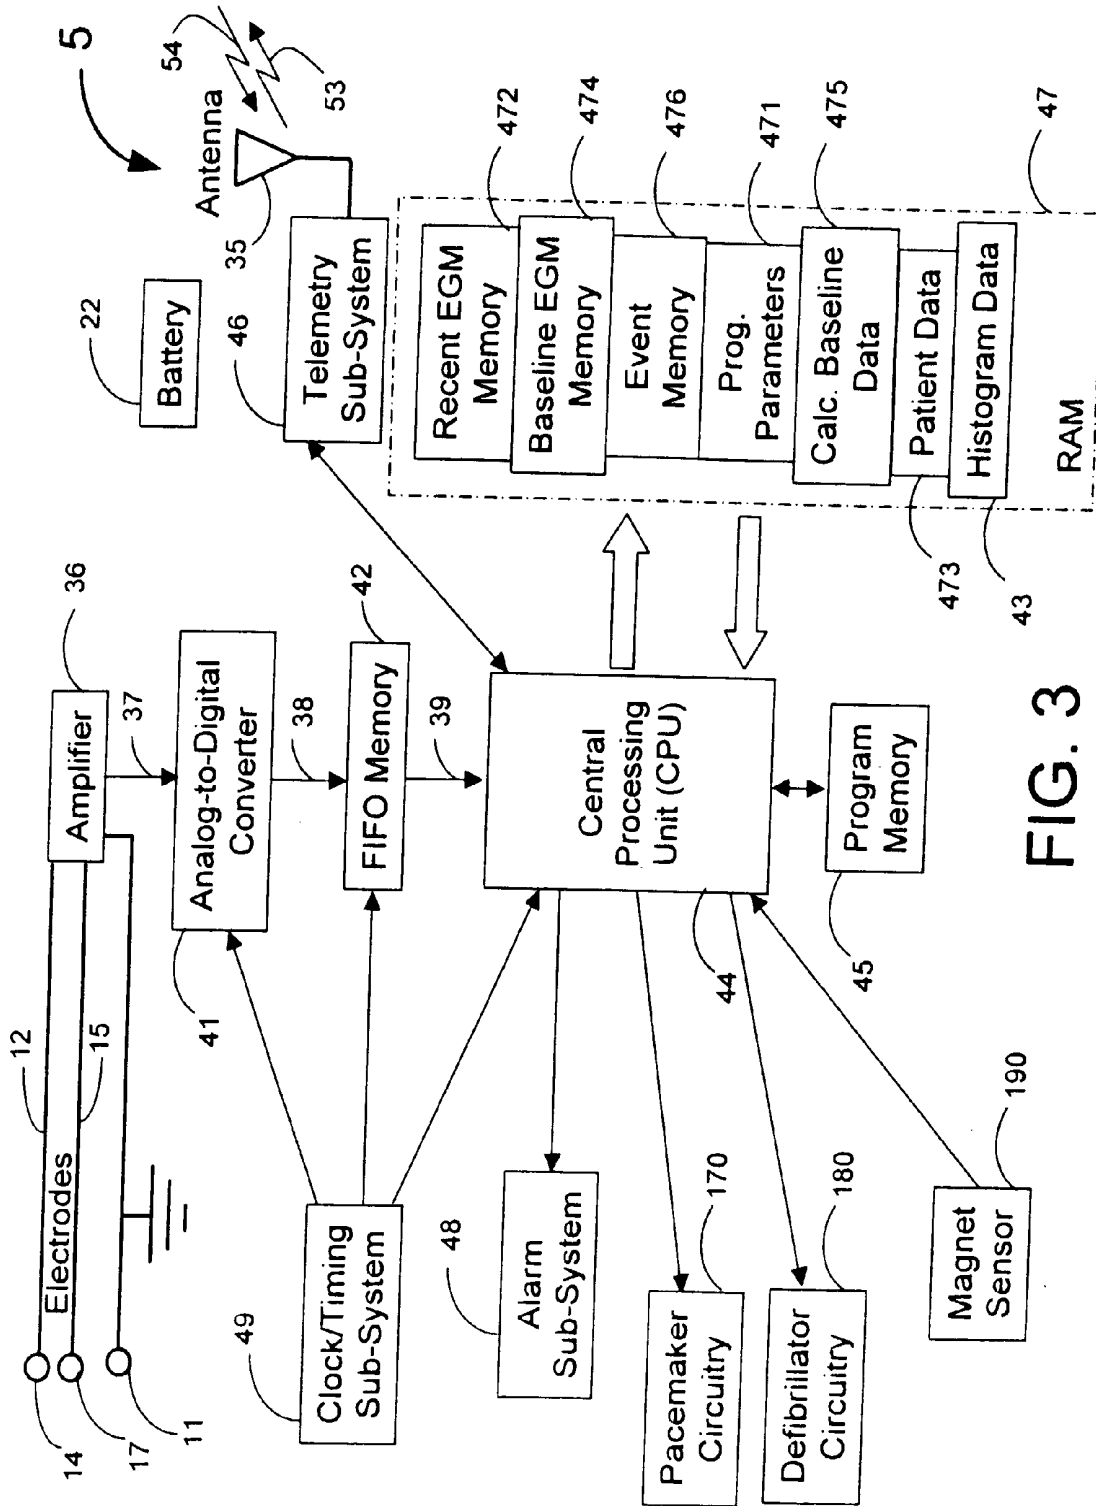 5
54
53
Antenna
35
22
Battery
46
Telemetry
Sub-System
36
Amplifier
37
12
15
Electrodes
14
17
11
Analog-to-Digital
Converter
41
38
42
FIFO Memory
39
49
Clock/Timing
Sub-System
48
Alarm
Sub-System
Central
Processing
Unit (CPU)
44
170
Pacemaker
Circuitry
180
Defibrillator
Circuitry
190
Magnet
Sensor
45
Program
Memory
472
Recent EGM
Memory
474
Baseline EGM
Memory
476
Event
Memory
471
Prog.
Parameters
475
Calc. Baseline
Data
473
Patient Data
43
Histogram Data
47
RAM
FIG. 3